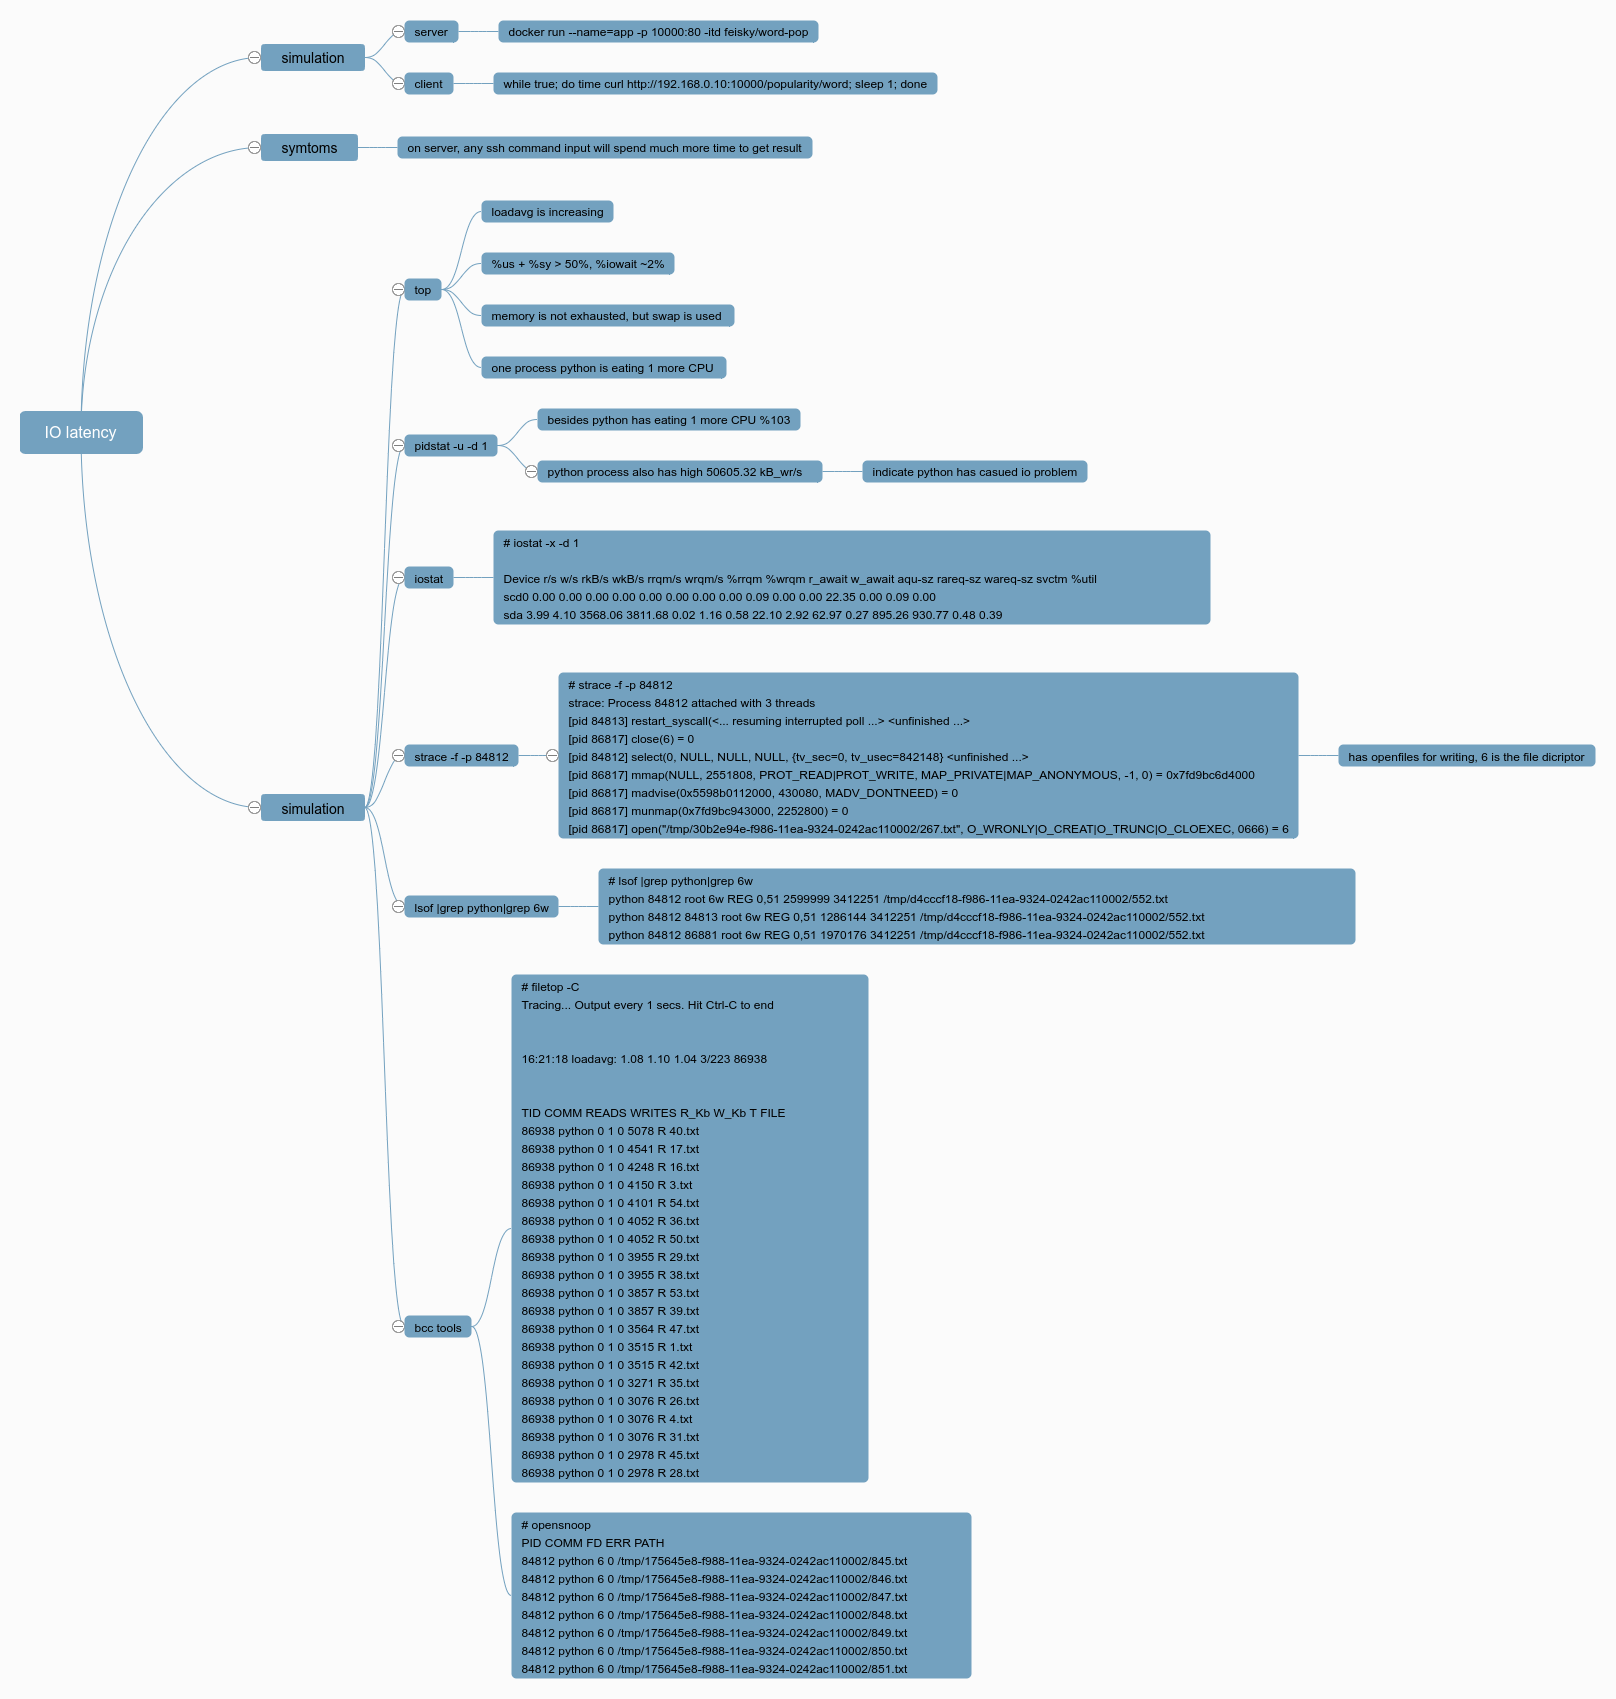 IO latency
simulation
server
docker run --name=app -p 10000:80 -itd feisky/word-pop
client
while true; do time curl http://192.168.0.10:10000/popularity/word; sleep 1; done
symtoms
on server, any ssh command input will spend much more time to get result
simulation
top
loadavg is increasing
%us + %sy > 50%, %iowait ~2%
memory is not exhausted, but swap is used
one process python is eating 1 more CPU
pidstat -u -d 1
besides python has eating 1 more CPU %103
python process also has high 50605.32 kB_wr/s
indicate python has casued io problem
iostat
# iostat -x -d 1
Device r/s w/s rkB/s wkB/s rrqm/s wrqm/s %rrqm %wrqm r_await w_await aqu-sz rareq-sz wareq-sz svctm %util
scd0 0.00 0.00 0.00 0.00 0.00 0.00 0.00 0.00 0.09 0.00 0.00 22.35 0.00 0.09 0.00
sda 3.99 4.10 3568.06 3811.68 0.02 1.16 0.58 22.10 2.92 62.97 0.27 895.26 930.77 0.48 0.39
strace -f -p 84812
# strace -f -p 84812
strace: Process 84812 attached with 3 threads
[pid 84813] restart_syscall(<... resuming interrupted poll ...> <unfinished ...>
[pid 86817] close(6) = 0
[pid 84812] select(0, NULL, NULL, NULL, {tv_sec=0, tv_usec=842148} <unfinished ...>
[pid 86817] mmap(NULL, 2551808, PROT_READ|PROT_WRITE, MAP_PRIVATE|MAP_ANONYMOUS, -1, 0) = 0x7fd9bc6d4000
[pid 86817] madvise(0x5598b0112000, 430080, MADV_DONTNEED) = 0
[pid 86817] munmap(0x7fd9bc943000, 2252800) = 0
[pid 86817] open("/tmp/30b2e94e-f986-11ea-9324-0242ac110002/267.txt", O_WRONLY|O_CREAT|O_TRUNC|O_CLOEXEC, 0666) = 6
has openfiles for writing, 6 is the file dicriptor
lsof |grep python|grep 6w
# lsof |grep python|grep 6w
python 84812 root 6w REG 0,51 2599999 3412251 /tmp/d4cccf18-f986-11ea-9324-0242ac110002/552.txt
python 84812 84813 root 6w REG 0,51 1286144 3412251 /tmp/d4cccf18-f986-11ea-9324-0242ac110002/552.txt
python 84812 86881 root 6w REG 0,51 1970176 3412251 /tmp/d4cccf18-f986-11ea-9324-0242ac110002/552.txt
bcc tools
# filetop -C
Tracing... Output every 1 secs. Hit Ctrl-C to end
16:21:18 loadavg: 1.08 1.10 1.04 3/223 86938
TID COMM READS WRITES R_Kb W_Kb T FILE
86938 python 0 1 0 5078 R 40.txt
86938 python 0 1 0 4541 R 17.txt
86938 python 0 1 0 4248 R 16.txt
86938 python 0 1 0 4150 R 3.txt
86938 python 0 1 0 4101 R 54.txt
86938 python 0 1 0 4052 R 36.txt
86938 python 0 1 0 4052 R 50.txt
86938 python 0 1 0 3955 R 29.txt
86938 python 0 1 0 3955 R 38.txt
86938 python 0 1 0 3857 R 53.txt
86938 python 0 1 0 3857 R 39.txt
86938 python 0 1 0 3564 R 47.txt
86938 python 0 1 0 3515 R 1.txt
86938 python 0 1 0 3515 R 42.txt
86938 python 0 1 0 3271 R 35.txt
86938 python 0 1 0 3076 R 26.txt
86938 python 0 1 0 3076 R 4.txt
86938 python 0 1 0 3076 R 31.txt
86938 python 0 1 0 2978 R 45.txt
86938 python 0 1 0 2978 R 28.txt
# opensnoop
PID COMM FD ERR PATH
84812 python 6 0 /tmp/175645e8-f988-11ea-9324-0242ac110002/845.txt
84812 python 6 0 /tmp/175645e8-f988-11ea-9324-0242ac110002/846.txt
84812 python 6 0 /tmp/175645e8-f988-11ea-9324-0242ac110002/847.txt
84812 python 6 0 /tmp/175645e8-f988-11ea-9324-0242ac110002/848.txt
84812 python 6 0 /tmp/175645e8-f988-11ea-9324-0242ac110002/849.txt
84812 python 6 0 /tmp/175645e8-f988-11ea-9324-0242ac110002/850.txt
84812 python 6 0 /tmp/175645e8-f988-11ea-9324-0242ac110002/851.txt